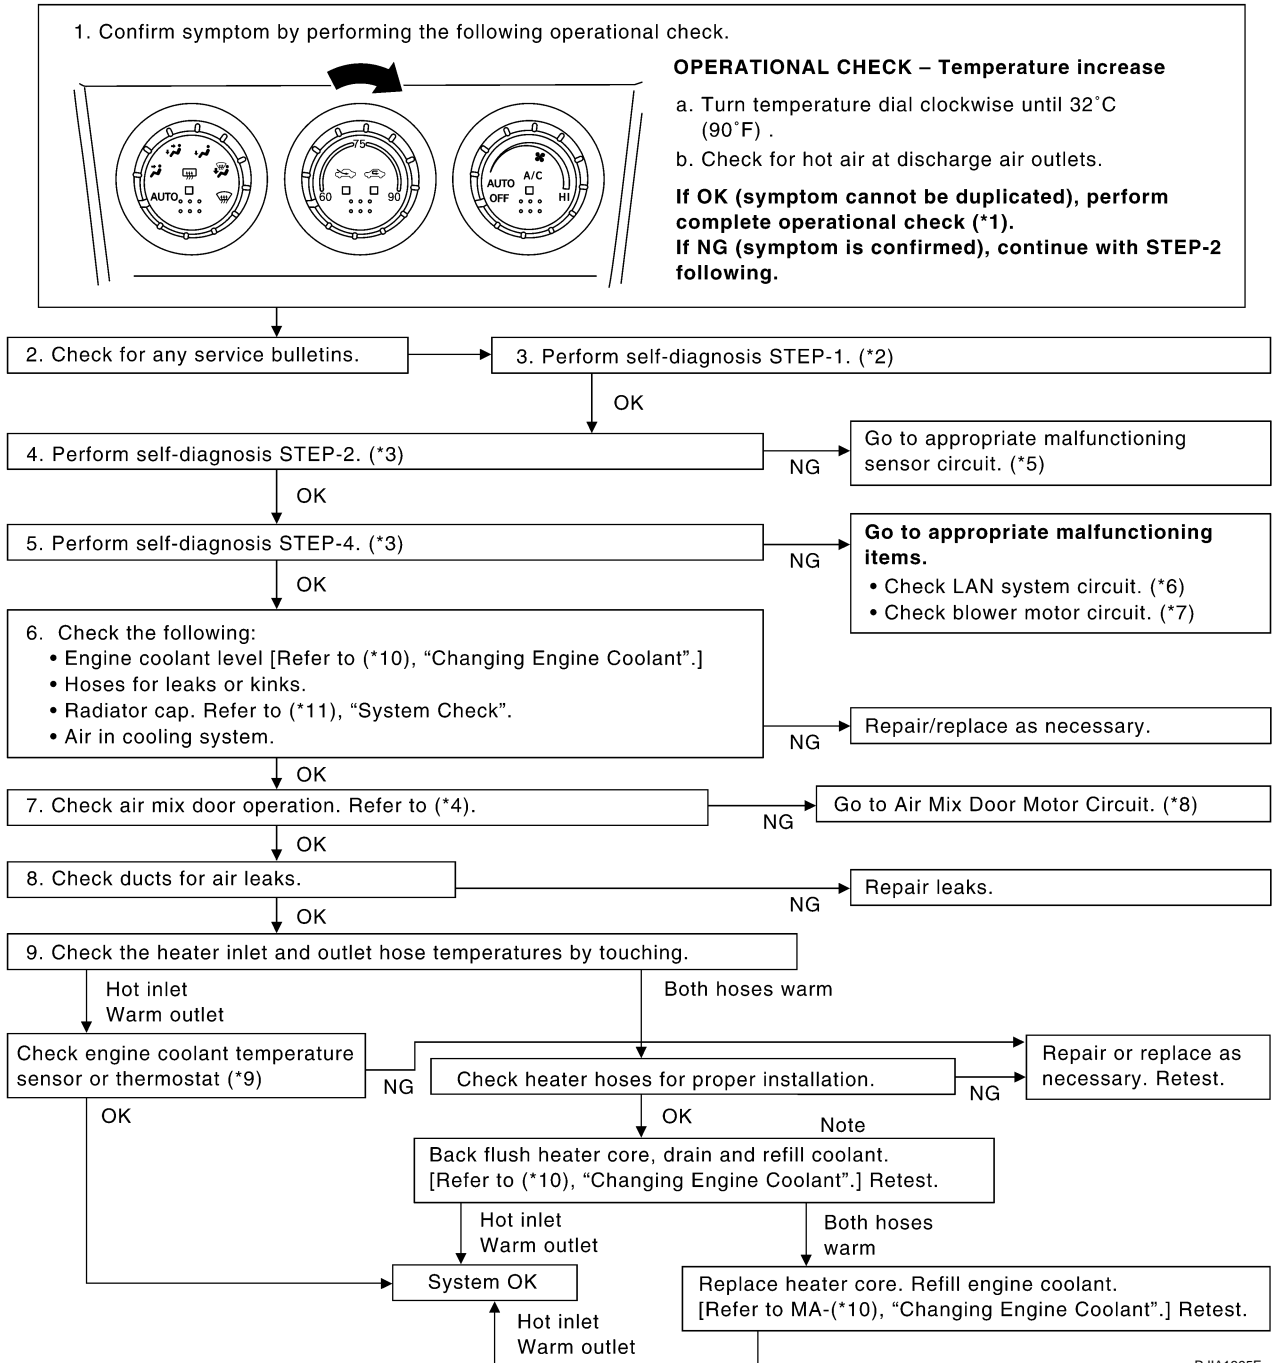 1. Confirm symptom by performing the following operational check.
OPERATIONAL CHECK – Temperature increase
a. Turn temperature dial clockwise until 32˚C
(90˚F) .
b. Check for hot air at discharge air outlets.
If OK (symptom cannot be duplicated), perform
complete operational check (*1).
If NG (symptom is confirmed), continue with STEP-2
following.
AUTO
75
60
90
A/C
AUTO
OFF
HI
2. Check for any service bulletins.
3. Perform self-diagnosis STEP-1. (*2)
OK
4. Perform self-diagnosis STEP-2. (*3)
NG
Go to appropriate malfunctioning
sensor circuit. (*5)
OK
5. Perform self-diagnosis STEP-4. (*3)
NG
Go to appropriate malfunctioning
items.
• Check LAN system circuit. (*6)
• Check blower motor circuit. (*7)
OK
6. Check the following:
• Engine coolant level [Refer to (*10), “Changing Engine Coolant”.]
• Hoses for leaks or kinks.
• Radiator cap. Refer to (*11), “System Check”.
• Air in cooling system.
NG
Repair/replace as necessary.
OK
7. Check air mix door operation. Refer to (*4).
NG
Go to Air Mix Door Motor Circuit. (*8)
OK
8. Check ducts for air leaks.
NG
Repair leaks.
OK
9. Check the heater inlet and outlet hose temperatures by touching.
Hot inlet
Warm outlet
Both hoses warm
Check engine coolant temperature
sensor or thermostat (*9)
NG
Check heater hoses for proper installation.
NG
Repair or replace as
necessary. Retest.
OK
OK
Note
Back flush heater core, drain and refill coolant.
[Refer to (*10), “Changing Engine Coolant”.] Retest.
Hot inlet
Warm outlet
Both hoses
warm
System OK
Replace heater core. Refill engine coolant.
[Refer to MA-(*10), “Changing Engine Coolant”.] Retest.
Hot inlet
Warm outlet